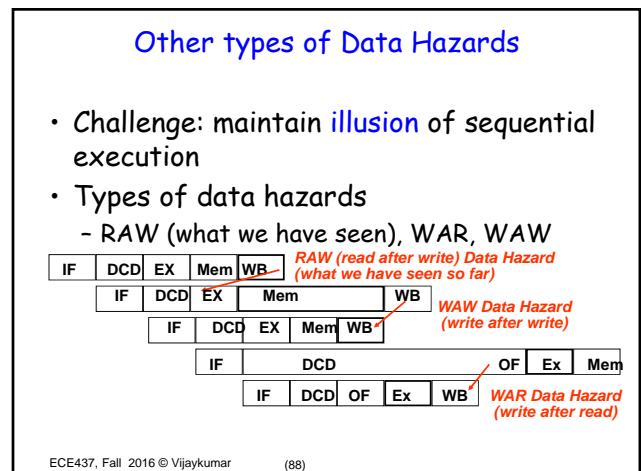 Other types of Data Hazards
• Challenge: maintain illusion of sequential
execution
• Types of data hazards
– RAW (what we have seen), WAR, WAW
IF DCD EX Mem WB
RAW (read after write) Data Hazard
(what we have seen so far)
IF DCD EX Mem WB
WAW Data Hazard
(write after write)
IF DCD EX Mem WB
IF DCD OF Ex Mem
IF DCD OF Ex WB
WAR Data Hazard
(write after read)
ECE437, Fall 2016 © Vijaykumar (88)